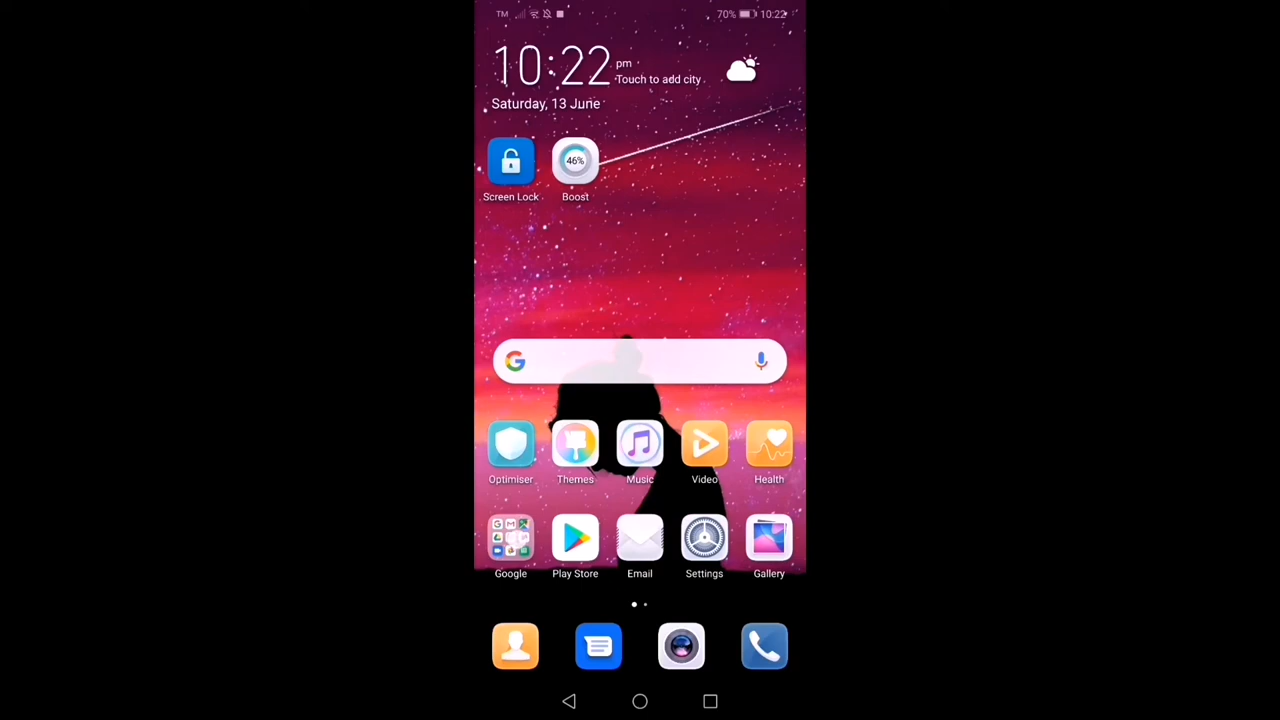 TM 70% 10:22
10:22 pm
Touch to add city
Saturday, 13 June
46%
Screen Lock Boost
Optimiser Themes Music Video Health
Google Play Store Email Settings Gallery